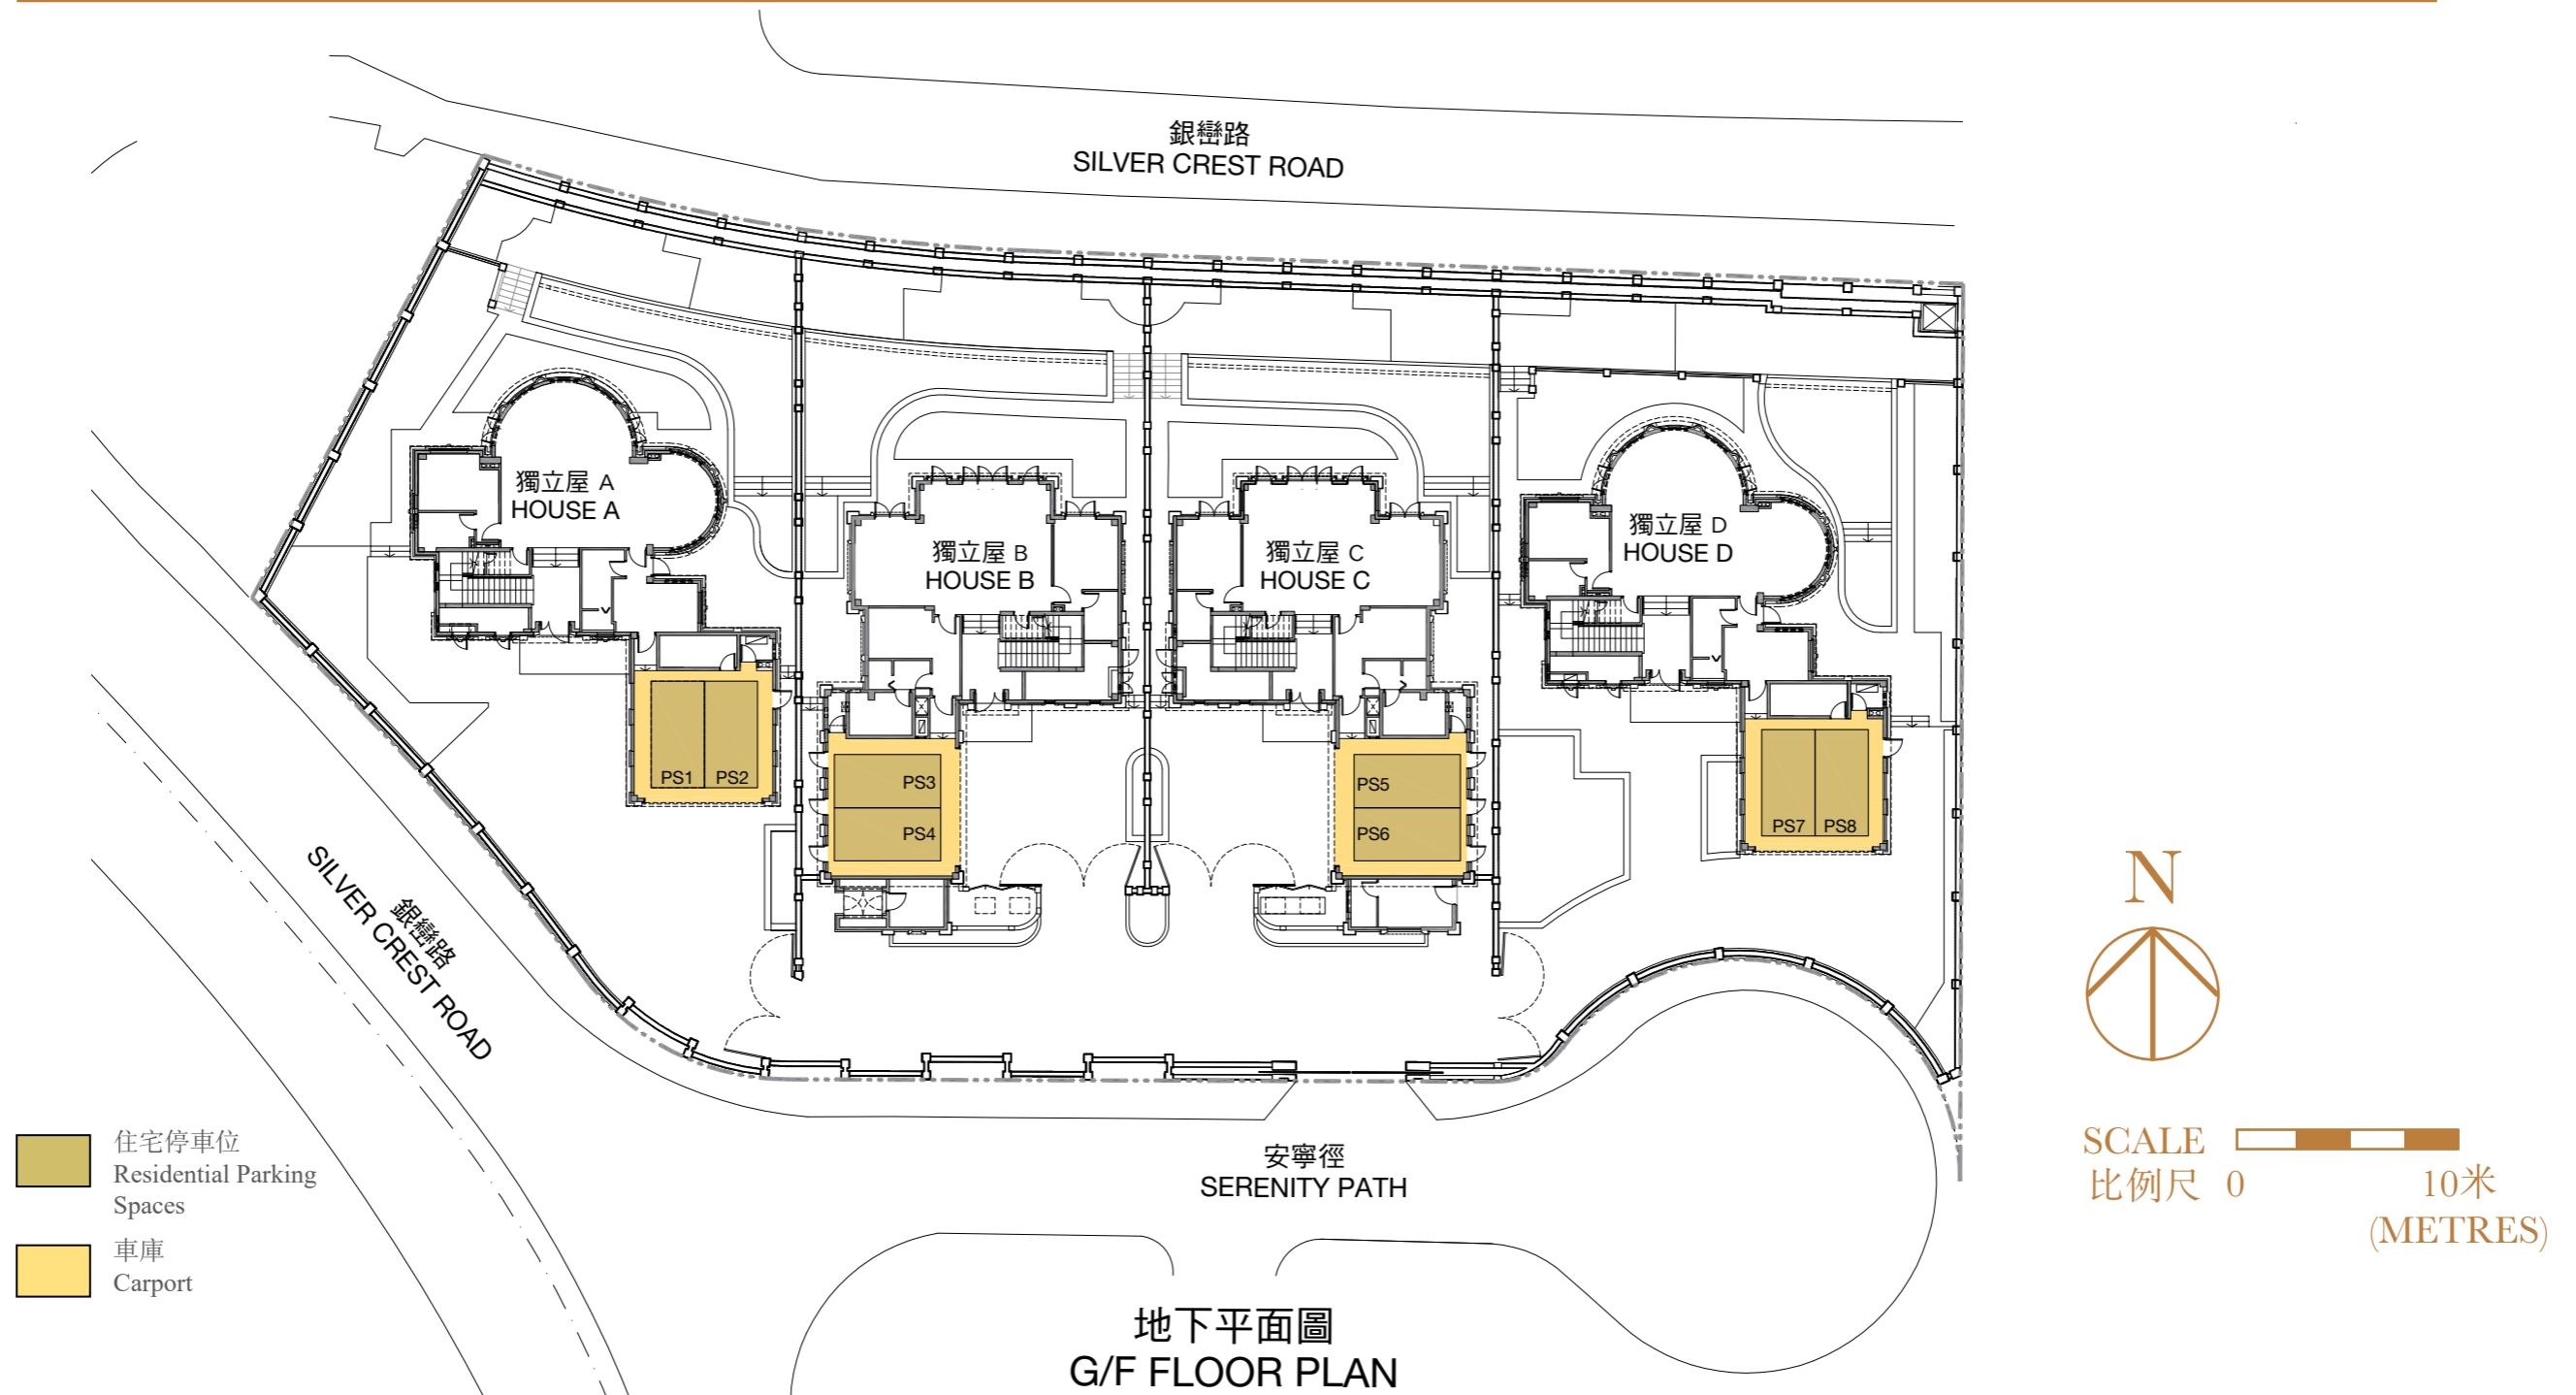 銀巒路
SILVER CREST ROAD
獨立屋 A
HOUSE A
獨立屋 B
HOUSE B
獨立屋 C
HOUSE C
獨立屋 D
HOUSE D
PS1
PS2
PS3
PS4
PS5
PS6
PS7
PS8
銀巒路
SILVER CREST ROAD
N
住宅停車位
Residential Parking
Spaces
車庫
Carport
安寧徑
SERENITY PATH
SCALE
比例尺 0 10米
(METRES)
地下平面圖
G/F FLOOR PLAN